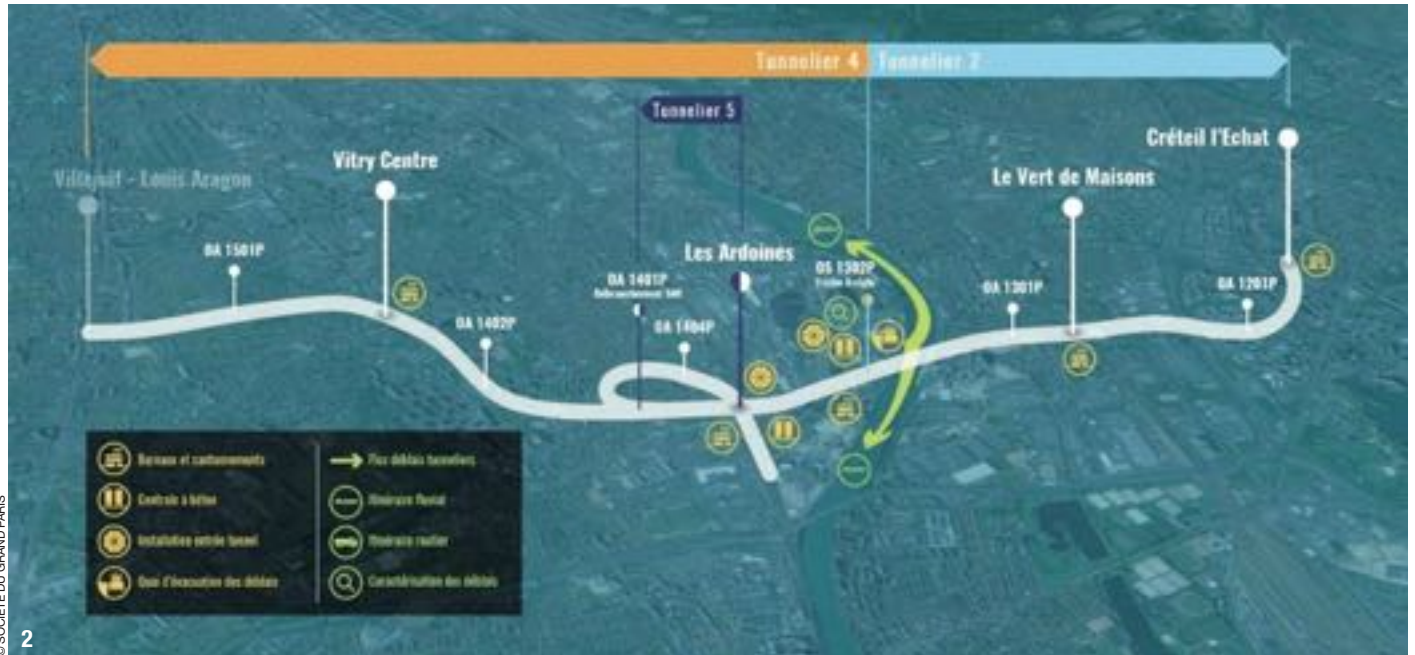 Tunnelier 4
Tunnelier 2
Tunnelier 5
Créteil l'Echat
Vitry Centre
Le Vert de Maisons
Villejuif - Louis Aragon
Les Ardoines
OA 1501P
OA 1401P
OS 1302P
OA 1301P
OA 1201P
OA 1402P
OA 1404P
Bureaux et cantonnements
Centrale à béton
Installation entrée tunnel
Quai d'évacuation des déblais
Flux déblais tunneliers
Itinéraire fluvial
Itinéraire routier
Caractérisation des déblais
© SOCIÉTÉ DU GRAND PARIS
2